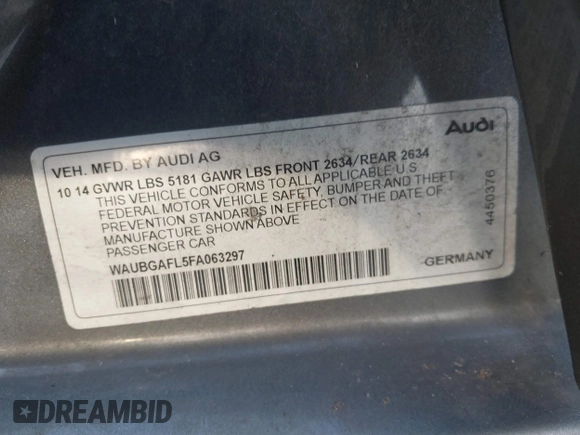 Audi
VEH. MFD. BY AUDI AG
10 14 GVWR LBS 5181 GAWR LBS FRONT 2634/REAR 2634
THIS VEHICLE CONFORMS TO ALL APPLICABLE U.S.
FEDERAL MOTOR VEHICLE SAFETY, BUMPER AND THEFT
PREVENTION STANDARDS IN EFFECT ON THE DATE OF
MANUFACTURE SHOWN ABOVE
PASSENGER CAR
WAUBGAFL5FA063297
4450376
GERMANY
DREAMBID